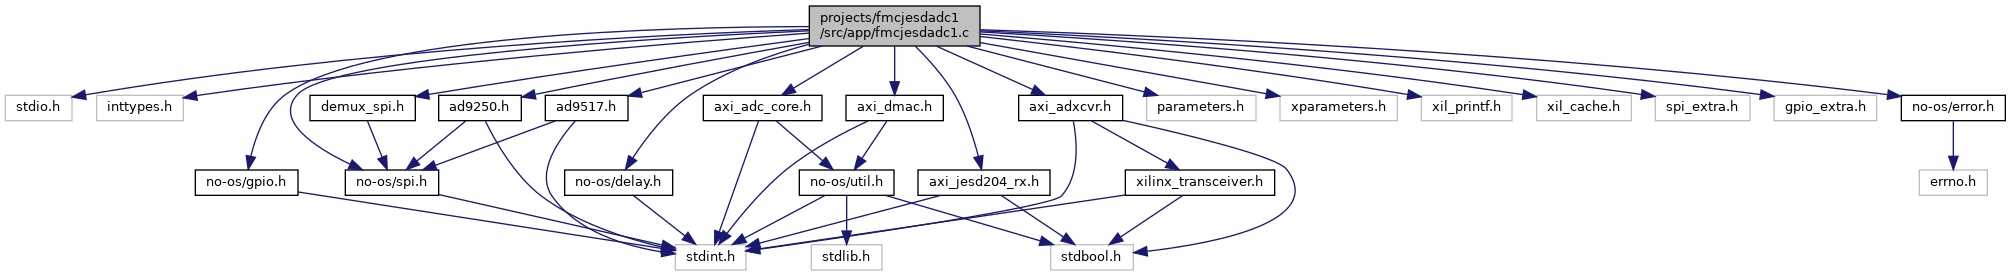 projects/fmcjesdadc1
/src/app/fmcjesdadc1.c
stdio.h
inttypes.h
demux_spi.h
ad9250.h
ad9517.h
axi_adc_core.h
axi_dmac.h
axi_adxcvr.h
parameters.h
xparameters.h
xil_printf.h
xil_cache.h
spi_extra.h
gpio_extra.h
no-os/error.h
no-os/gpio.h
no-os/spi.h
no-os/delay.h
no-os/util.h
axi_jesd204_rx.h
xilinx_transceiver.h
errno.h
stdint.h
stdlib.h
stdbool.h